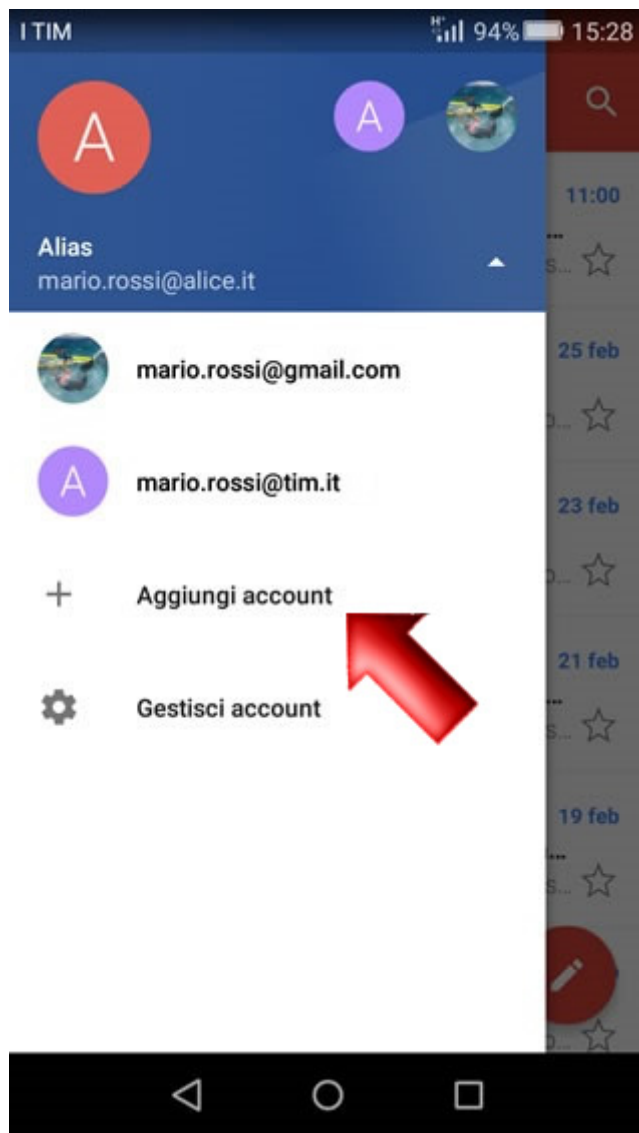 I TIM 94% 15:28
A A
11:00
Alias
mario.rossi@alice.it
mario.rossi@gmail.com
25 feb
A mario.rossi@tim.it
23 feb
Aggiungi account
21 feb
Gestisci account
19 feb